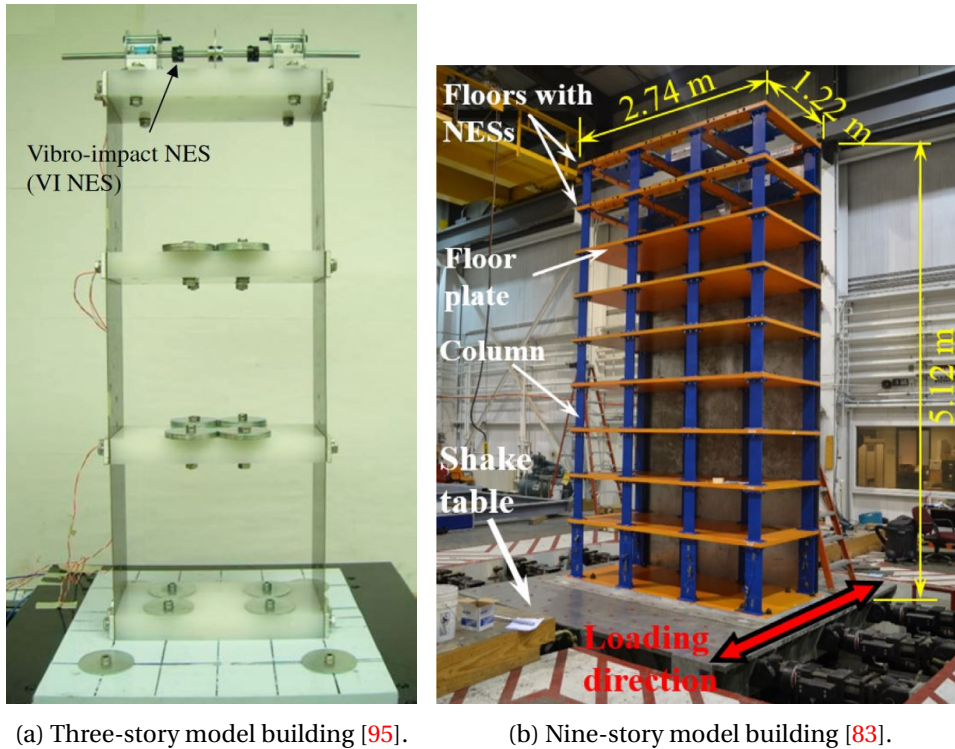 Vibro-impact NES
(VI NES)
Floors with
NESs
2.74 m
1.22 m
Floor
plate
Column
5.12 m
Shake
table
Loading
direction
(a) Three-story model building [95].
(b) Nine-story model building [83].